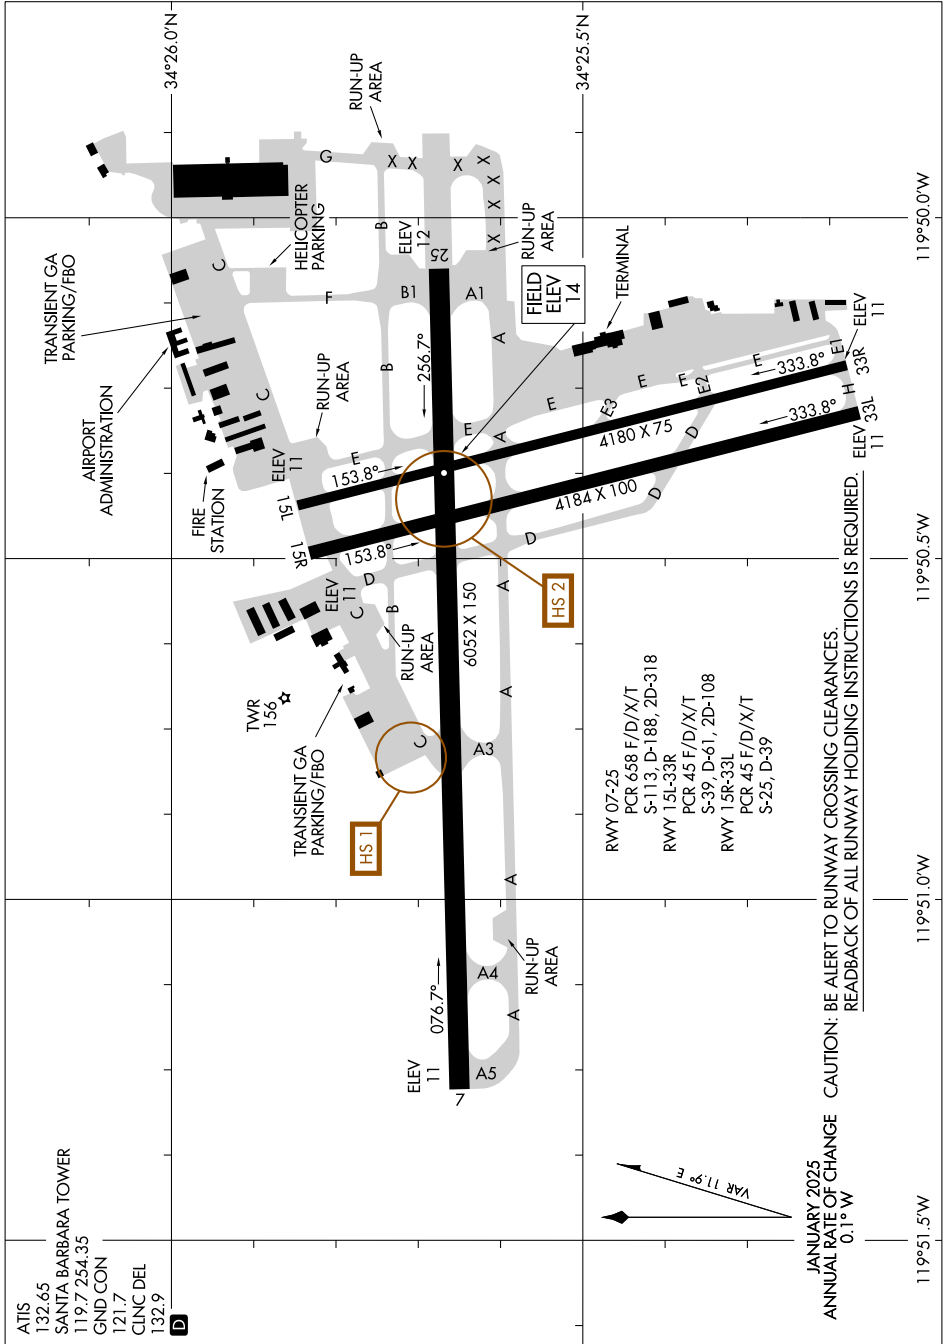 ATIS
132.65
SANTA BARBARA TOWER
119.7 254.35
GND CON
121.7
CLNC DEL
132.9
D
34°26.0'N
34°25.5'N
119°50.0'W
119°50.5'W
119°51.0'W
119°51.5'W
TRANSIENT GA
PARKING/FBO
AIRPORT
ADMINISTRATION
FIRE
STATION
HELICOPTER
PARKING
RUN-UP
AREA
G
X
X
X
X
X
X
X
C
C
F
B
B
B1
A1
ELEV
12
25
RUN-UP
AREA
FIELD
ELEV
14
TERMINAL
RUN-UP
AREA
ELEV
11
15L
153.8°
E
256.7°
E
A
A
E
E
E
E
E3
E2
E1
333.8°
ELEV
11
33R
H
4180 X 75
4184 X 100
D
D
D
333.8°
ELEV
11
33L
15R
153.8°
ELEV
11
D
C
B
RUN-UP
AREA
HS 2
6052 X 150
A
A
TWR
156
TRANSIENT GA
PARKING/FBO
C
HS 1
A3
A
RUN-UP
AREA
A4
A
A5
076.7°
ELEV
11
7
RWY 07-25
PCR 658 F/D/X/T
S-113, D-188, 2D-318
RWY 15L-33R
PCR 45 F/D/X/T
S-39, D-61, 2D-108
RWY 15R-33L
PCR 45 F/D/X/T
S-25, D-39
VAR 11.9° E
JANUARY 2025
ANNUAL RATE OF CHANGE
0.1° W
CAUTION: BE ALERT TO RUNWAY CROSSING CLEARANCES.
READBACK OF ALL RUNWAY HOLDING INSTRUCTIONS IS REQUIRED.